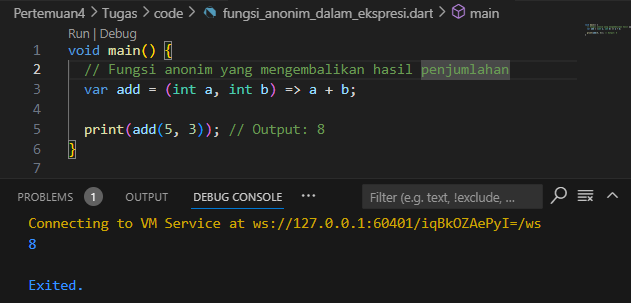 Pertemuan4 > Tugas > code > fungsi_anonim_dalam_ekspresi.dart > main
Run | Debug
1 void main() {
2 // Fungsi anonim yang mengembalikan hasil penjumlahan
3 var add = (int a, int b) => a + b;
4
5 print(add(5, 3)); // Output: 8
6 }
7
PROBLEMS 1 OUTPUT DEBUG CONSOLE ··· Filter (e.g. text, !exclude, ...
Connecting to VM Service at ws://127.0.0.1:60401/iqBkOZAePyI=/ws
8
Exited.